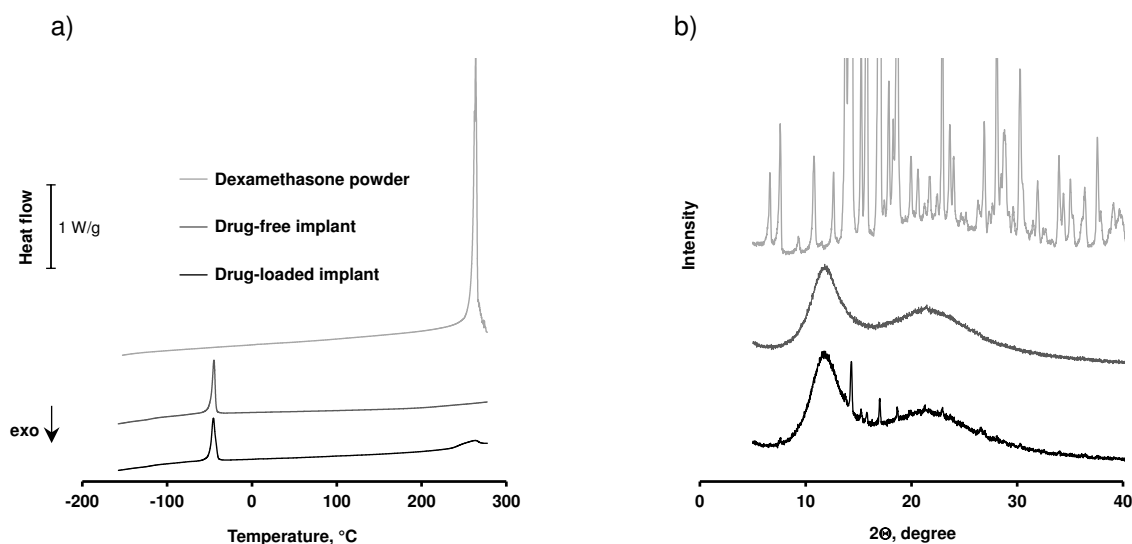 a)
Heat flow
1 W/g
Dexamethasone powder
Drug-free implant
Drug-loaded implant
exo
-200 -100 0 100 200 300
Temperature, °C
b)
Intensity
0 10 20 30 40
2Θ, degree